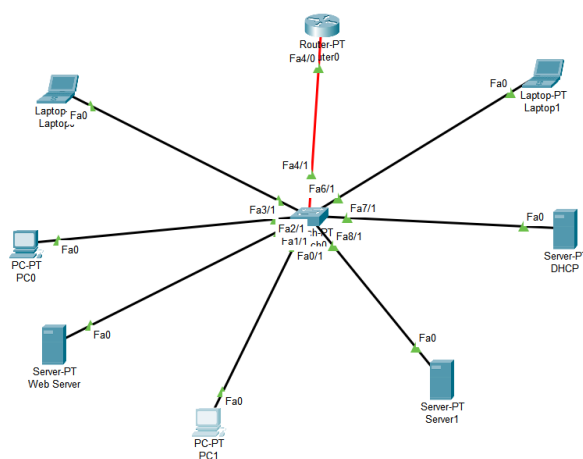 Router-PT
Fa4/0
Fa0
Laptop-PT
Laptop1
Fa0
Fa4/1
Fa6/1
Fa3/1
Fa7/1
Fa0
Fa2/1
Fa8/1
Fa1/1
Fa0/1
Fa0
PC-PT
PC0
Server-PT
DHCP
Fa0
Fa0
Server-PT
Web Server
Fa0
Server-PT
Server1
PC-PT
PC1